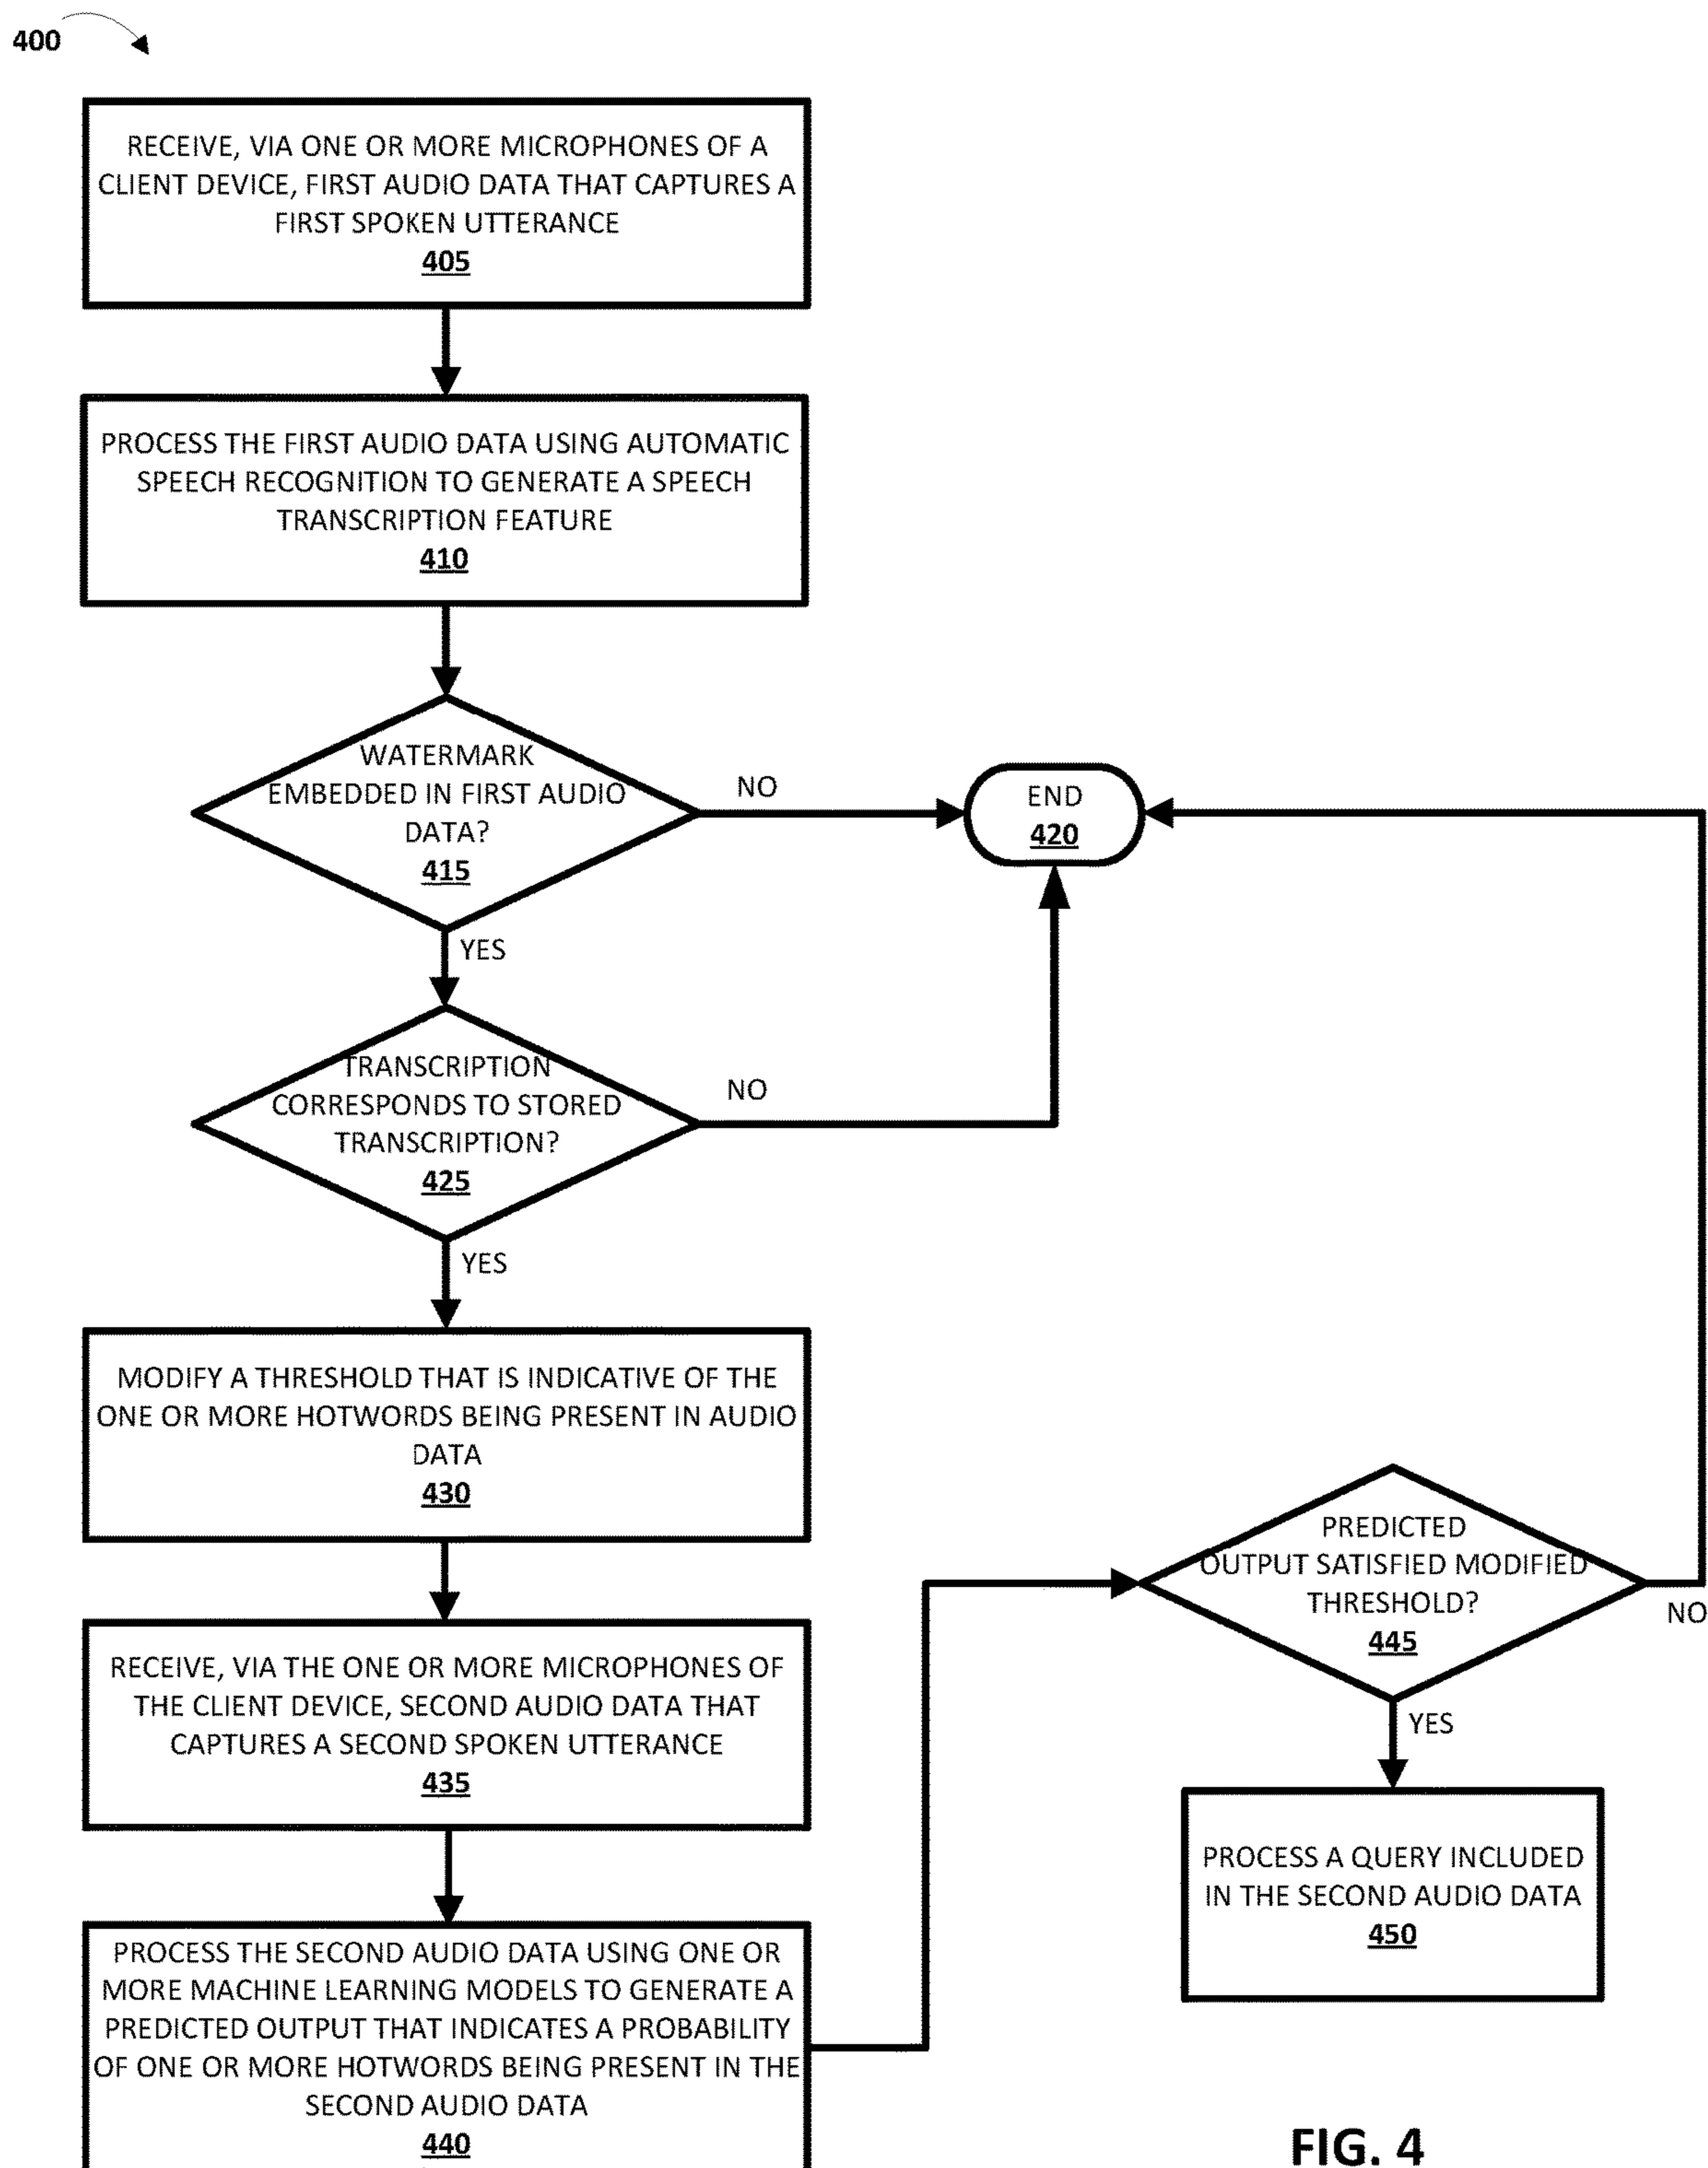 400
RECEIVE, VIA ONE OR MORE MICROPHONES OF A
CLIENT DEVICE, FIRST AUDIO DATA THAT CAPTURES A
FIRST SPOKEN UTTERANCE
405
PROCESS THE FIRST AUDIO DATA USING AUTOMATIC
SPEECH RECOGNITION TO GENERATE A SPEECH
TRANSCRIPTION FEATURE
410
WATERMARK
EMBEDDED IN FIRST AUDIO
DATA?
415
NO
END
420
YES
TRANSCRIPTION
CORRESPONDS TO STORED
TRANSCRIPTION?
425
NO
YES
MODIFY A THRESHOLD THAT IS INDICATIVE OF THE
ONE OR MORE HOTWORDS BEING PRESENT IN AUDIO
DATA
430
RECEIVE, VIA THE ONE OR MORE MICROPHONES OF
THE CLIENT DEVICE, SECOND AUDIO DATA THAT
CAPTURES A SECOND SPOKEN UTTERANCE
435
PROCESS THE SECOND AUDIO DATA USING ONE OR
MORE MACHINE LEARNING MODELS TO GENERATE A
PREDICTED OUTPUT THAT INDICATES A PROBABILITY
OF ONE OR MORE HOTWORDS BEING PRESENT IN THE
SECOND AUDIO DATA
440
PREDICTED
OUTPUT SATISFIED MODIFIED
THRESHOLD?
445
NO
YES
PROCESS A QUERY INCLUDED
IN THE SECOND AUDIO DATA
450
FIG. 4